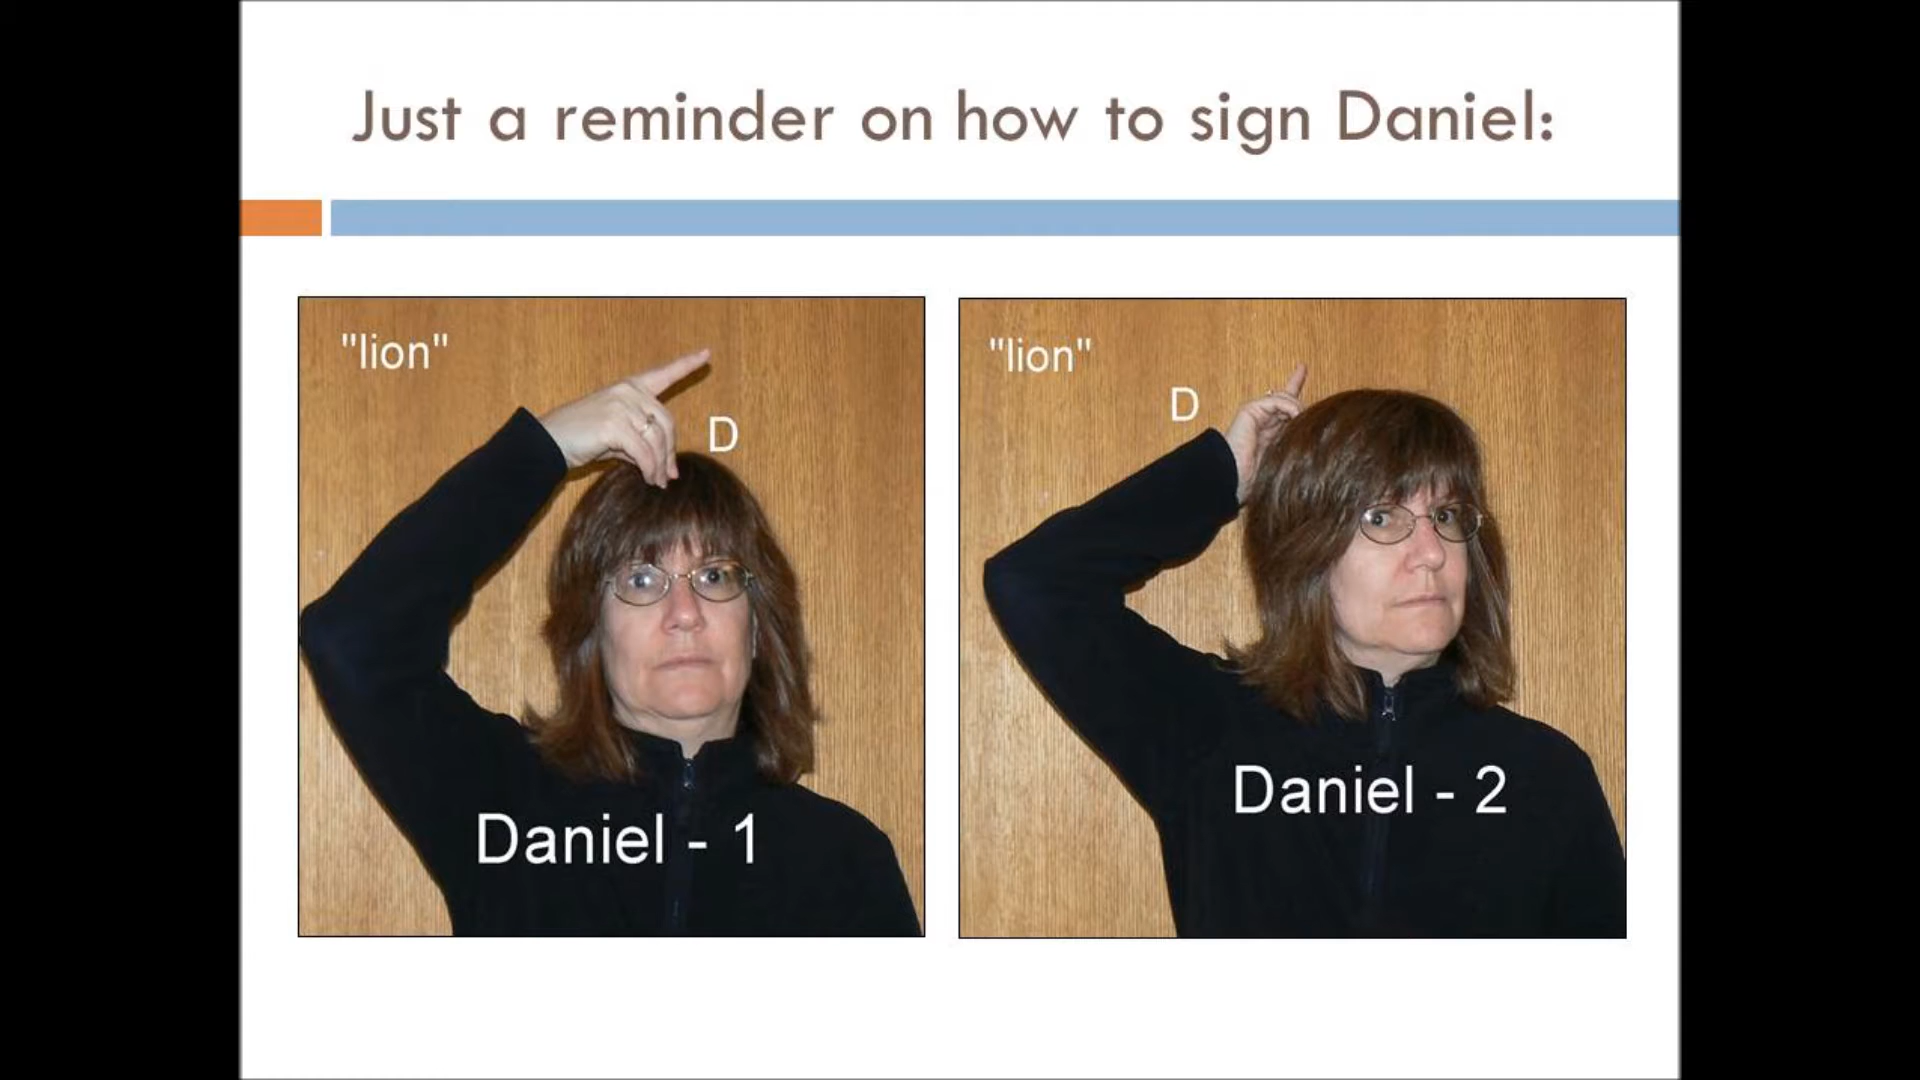 Just a reminder on how to sign Daniel:
"lion"
D
Daniel - 1
"lion"
D
Daniel - 2